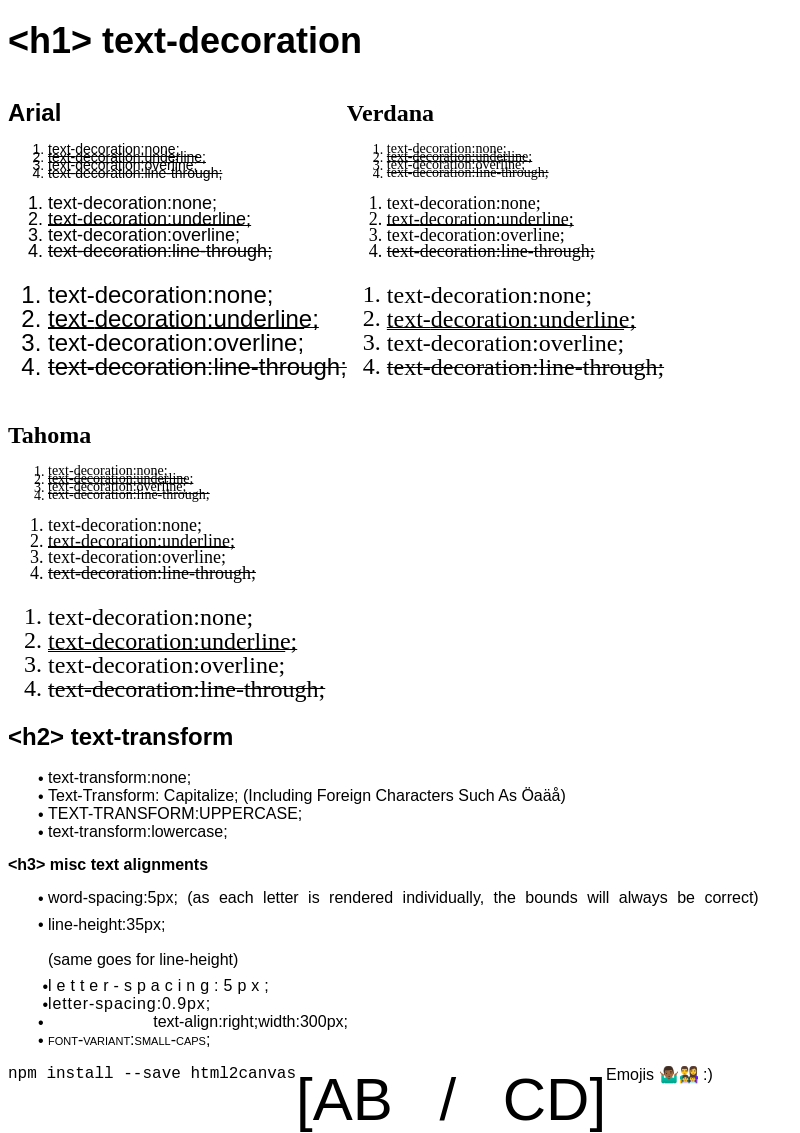 <h1> text-decoration
Arial
1. text-decoration:none;
2. text-decoration:underline;
3. text-decoration:overline;
4. text-decoration:line-through;
1. text-decoration:none;
2. text-decoration:underline;
3. text-decoration:overline;
4. text-decoration:line-through;
1. text-decoration:none;
2. text-decoration:underline;
3. text-decoration:overline;
4. text-decoration:line-through;
Verdana
1. text-decoration:none;
2. text-decoration:underline;
3. text-decoration:overline;
4. text-decoration:line-through;
1. text-decoration:none;
2. text-decoration:underline;
3. text-decoration:overline;
4. text-decoration:line-through;
1. text-decoration:none;
2. text-decoration:underline;
3. text-decoration:overline;
4. text-decoration:line-through;
Tahoma
1. text-decoration:none;
2. text-decoration:underline;
3. text-decoration:overline;
4. text-decoration:line-through;
1. text-decoration:none;
2. text-decoration:underline;
3. text-decoration:overline;
4. text-decoration:line-through;
1. text-decoration:none;
2. text-decoration:underline;
3. text-decoration:overline;
4. text-decoration:line-through;
<h2> text-transform
• text-transform:none;
• Text-Transform: Capitalize; (Including Foreign Characters Such As Öaäå)
• TEXT-TRANSFORM:UPPERCASE;
• text-transform:lowercase;
<h3> misc text alignments
• word-spacing:5px; (as each letter is rendered individually, the bounds will always be correct)
• line-height:35px;
(same goes for line-height)
• letter-spacing:5px;
• letter-spacing:0.9px;
• text-align:right;width:300px;
• FONT-VARIANT:SMALL-CAPS;
npm install --save html2canvas [AB / CD] Emojis 🤷🏾‍♂️👨‍👩‍👧‍👦 :)